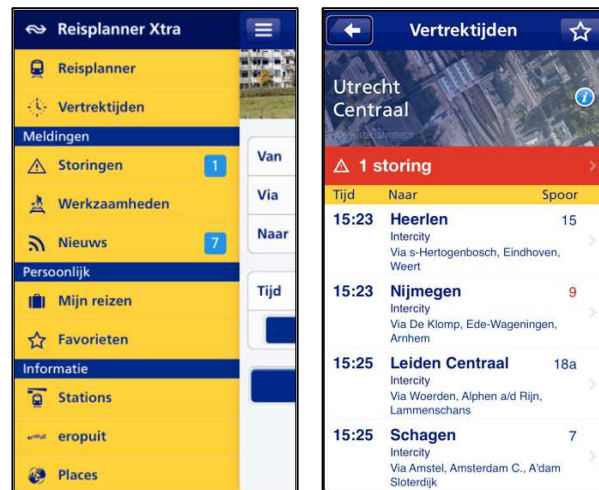 Reisplanner Xtra
Reisplanner
Vertrektijden
Meldingen
Storingen 1
Werkzaamheden
Nieuws 7
Persoonlijk
Mijn reizen
Favorieten
Informatie
Stations
eropuit
Places
Van
Via
Naar
Tijd
Vertrektijden
Utrecht
Centraal
1 storing
Tijd Naar Spoor
15:23 Heerlen 15
Intercity
Via s-Hertogenbosch, Eindhoven,
Weert
15:23 Nijmegen 9
Intercity
Via De Klomp, Ede-Wageningen,
Arnhem
15:25 Leiden Centraal 18a
Intercity
Via Woerden, Alphen a/d Rijn,
Lammenschans
15:25 Schagen 7
Intercity
Via Amstel, Amsterdam C., A'dam
Sloterdijk